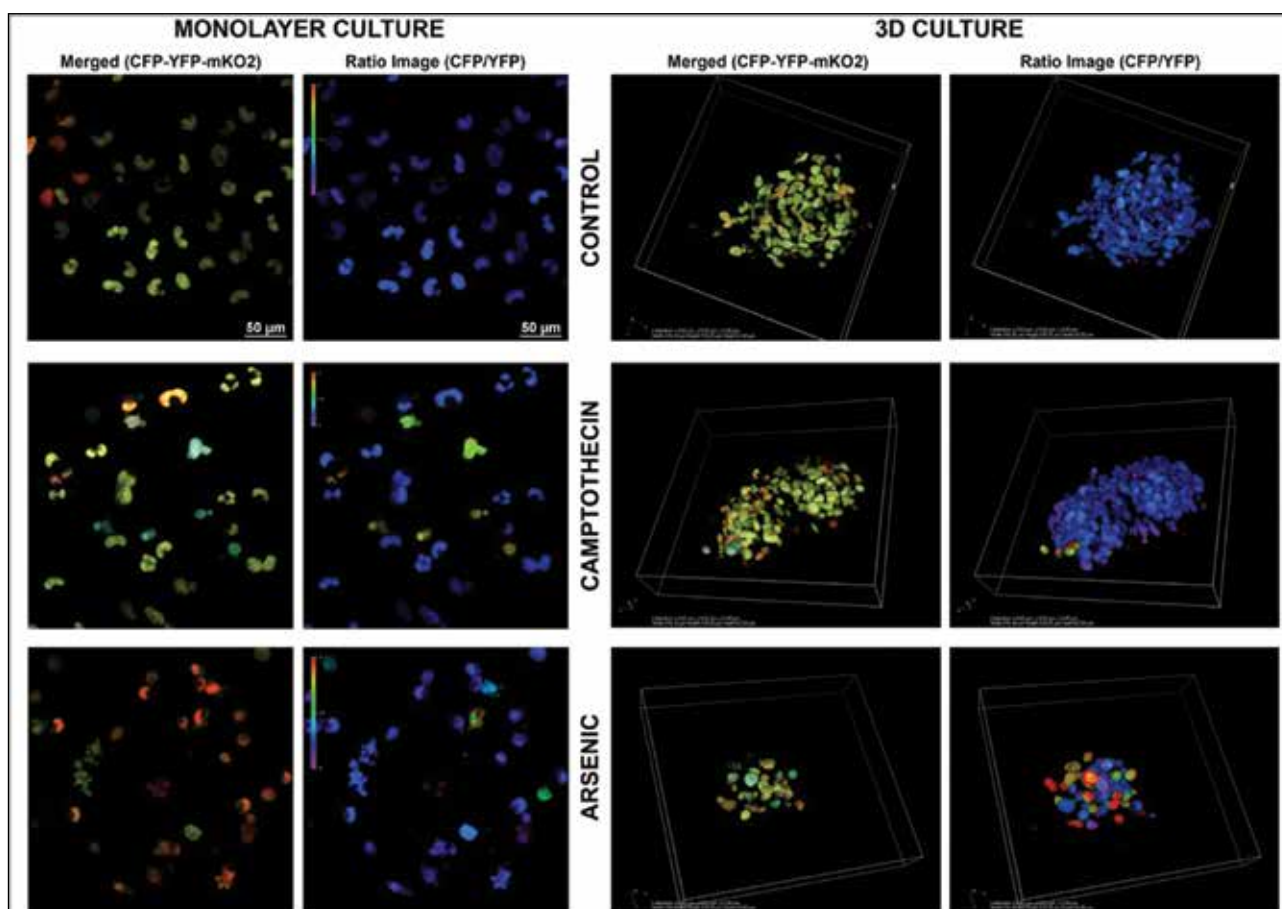 MONOLAYER CULTURE
3D CULTURE
Merged (CFP-YFP-mKO2)
Ratio Image (CFP/YFP)
Merged (CFP-YFP-mKO2)
Ratio Image (CFP/YFP)
50 µm
50 µm
CONTROL
CAMPTOTHECIN
ARSENIC